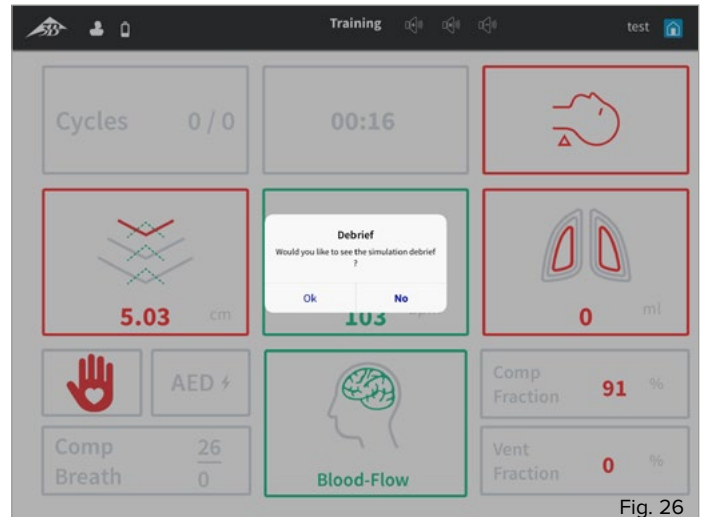 3B
Training
test
Cycles 0 / 0
00:16
Debrief
Would you like to see the simulation debrief
?
Ok No
5.03 cm
103
0 ml
AED
Comp 26
Breath 0
Blood-Flow
Comp
Fraction 91 %
Vent
Fraction 0 %
Fig. 26